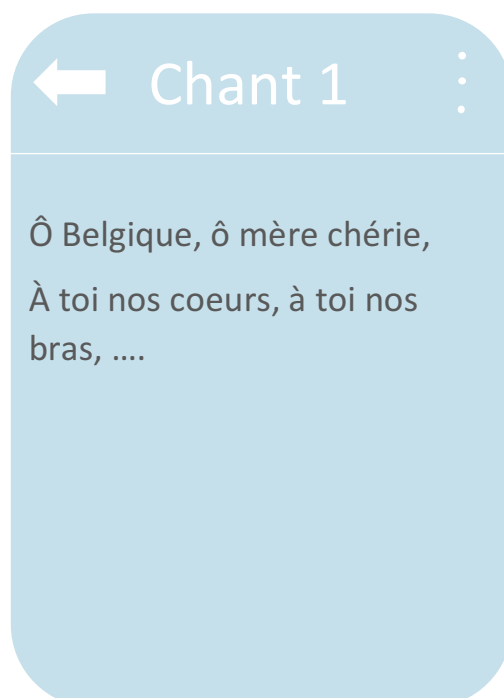 Chant 1
Ô Belgique, ô mère chérie,
À toi nos coeurs, à toi nos
bras, ....